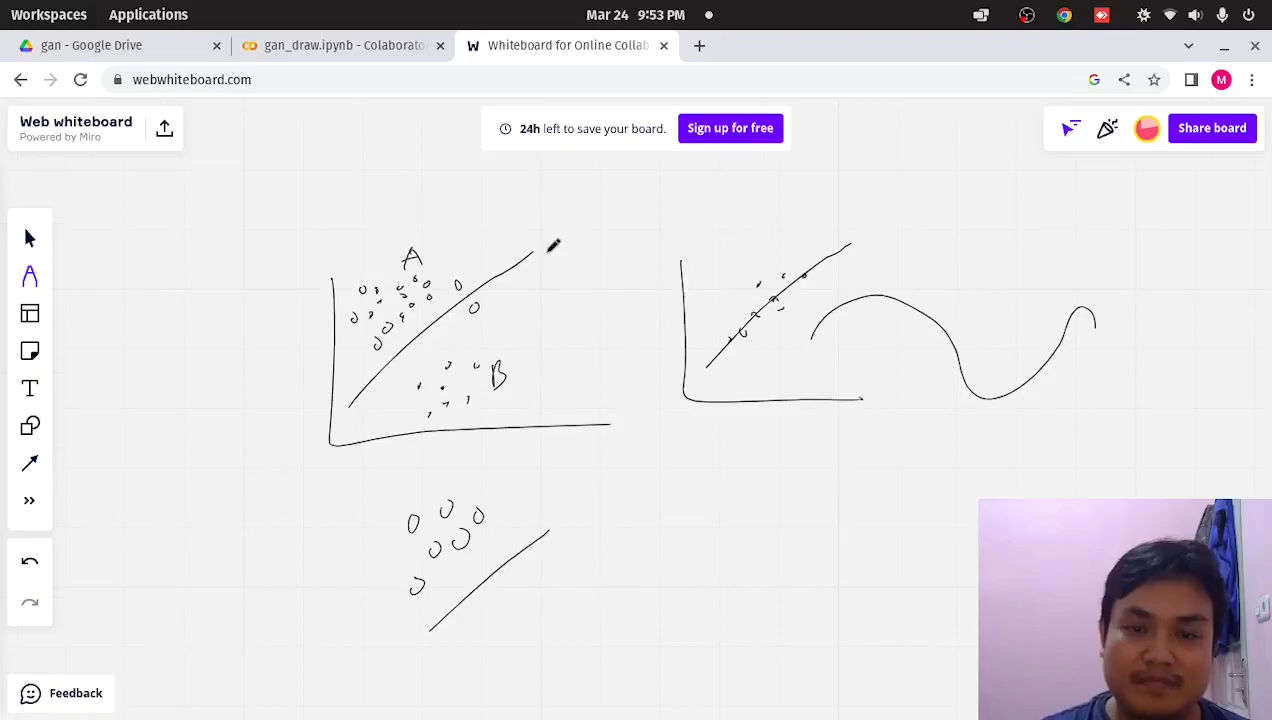 Workspaces Applications Mar 24 9:53 PM
gan - Google Drive gan_draw.ipynb - Colaborato Whiteboard for Online Collab
webwhiteboard.com M
Web whiteboard
Powered by Miro
24h left to save your board. Sign up for free
Share board
A
B
Feedback